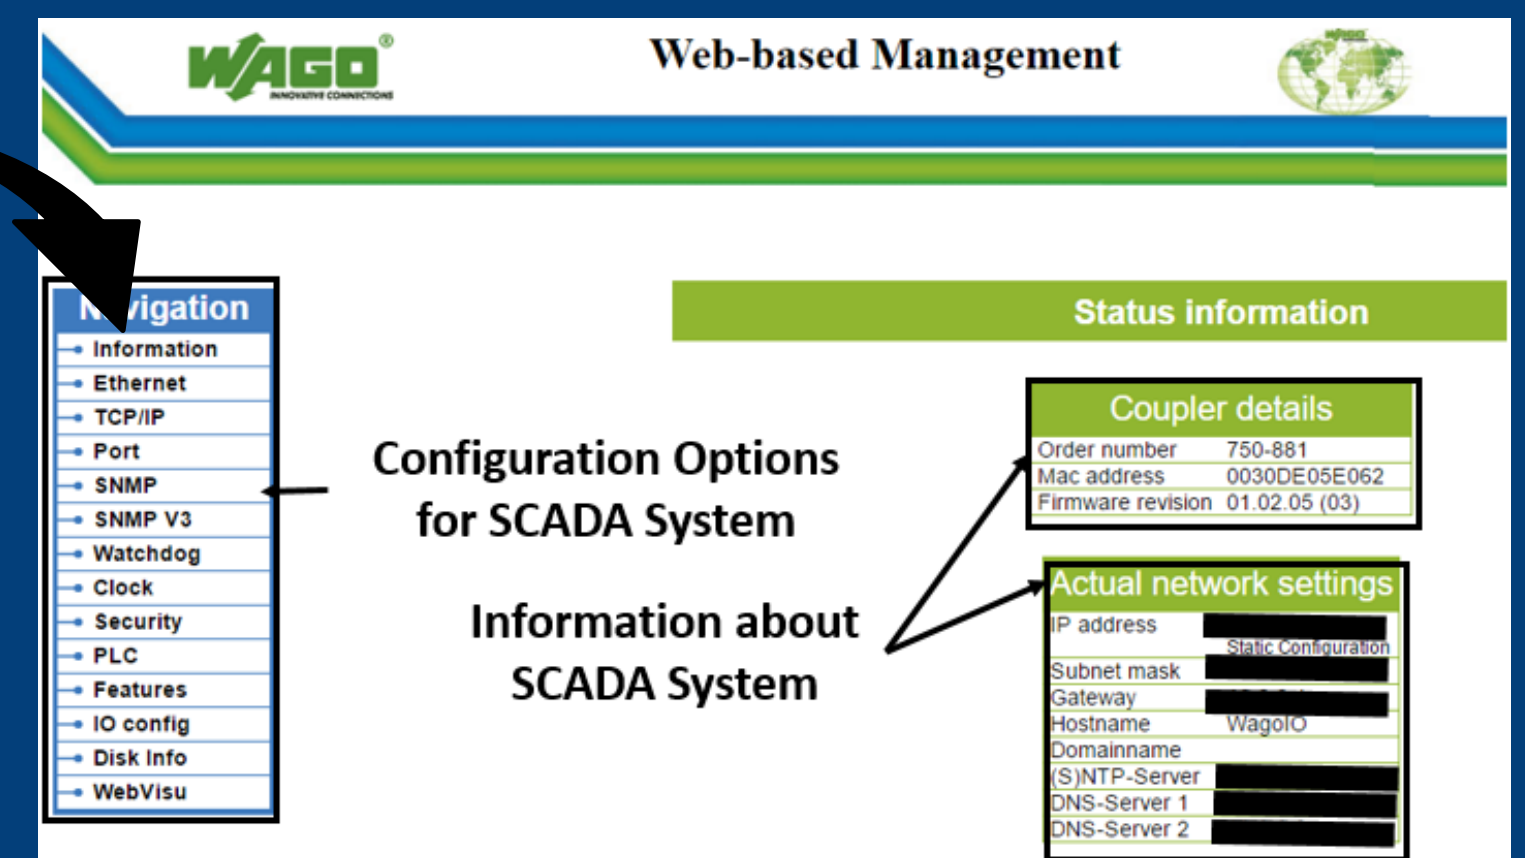 WAGO®
INNOVATIVE CONNECTIONS
Web-based Management
WAGO
Navigation
Information
Ethernet
TCP/IP
Port
SNMP
SNMP V3
Watchdog
Clock
Security
PLC
Features
IO config
Disk Info
WebVisu
Configuration Options
for SCADA System
Information about
SCADA System
Status information
Coupler details
Order number 750-881
Mac address 0030DE05E062
Firmware revision 01.02.05 (03)
Actual network settings
IP address
Static Configuration
Subnet mask
Gateway
Hostname WagoIO
Domainname
(S)NTP-Server
DNS-Server 1
DNS-Server 2